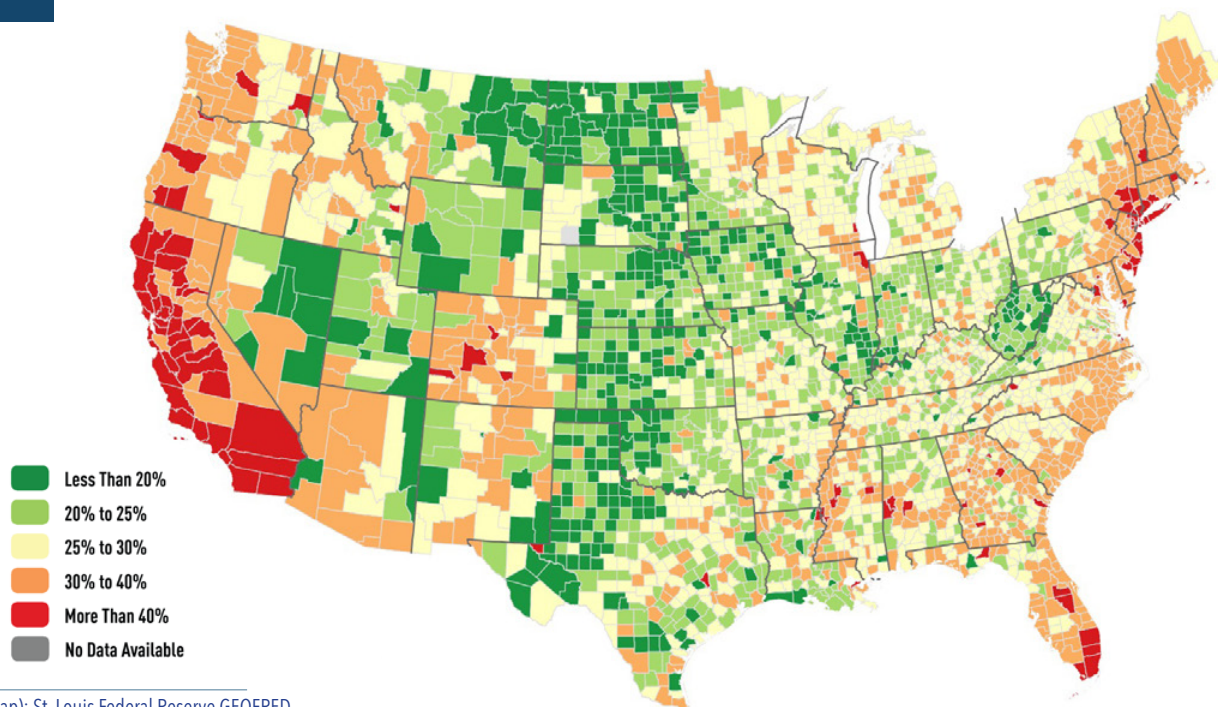 Less Than 20%
20% to 25%
25% to 30%
30% to 40%
More Than 40%
No Data Available
St. Louis Federal Reserve GEOFRED